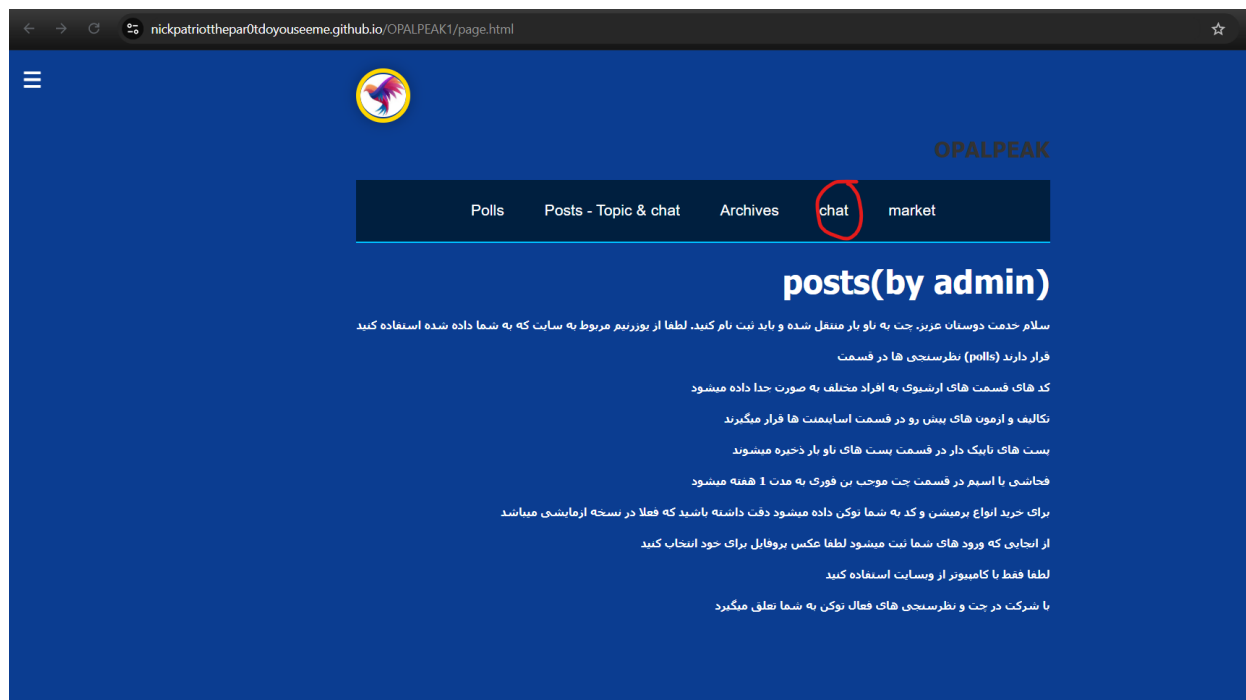 nickpatriotthepar0tdoyouseeme.github.io/OPALPEAK1/page.html
OPALPEAK
Polls Posts - Topic & chat Archives chat market
posts(by admin)
سلام خدمت دوستان عزیز. چت به ناو بار منتقل شده و باید ثبت نام کنید. لطفا از یوزرنیم مربوط به سایت که به شما داده شده استفاده کنید
قرار دارند (polls) نظرسنجی ها در قسمت
کد های قسمت های ارشیوی به افراد مختلف به صورت جدا داده میشود
تکالیف و ازمون های پیش رو در قسمت اساینمنت ها قرار میگیرند
پست های تاپیک دار در قسمت پست های ناو بار ذخیره میشوند
فحاشی یا اسپم در قسمت چت موجب بن فوری به مدت 1 هفته میشود
برای خرید انواع پرمیشن و کد به شما توکن داده میشود دقت داشته باشید که فعلا در نسخه ازمایشی میباشد
از انجایی که ورود های شما ثبت میشود لطفا عکس پروفایل برای خود انتخاب کنید
لطفا فقط با کامپیوتر از وبسایت استفاده کنید
با شرکت در چت و نظرسنجی های فعال توکن به شما تعلق میگیرد